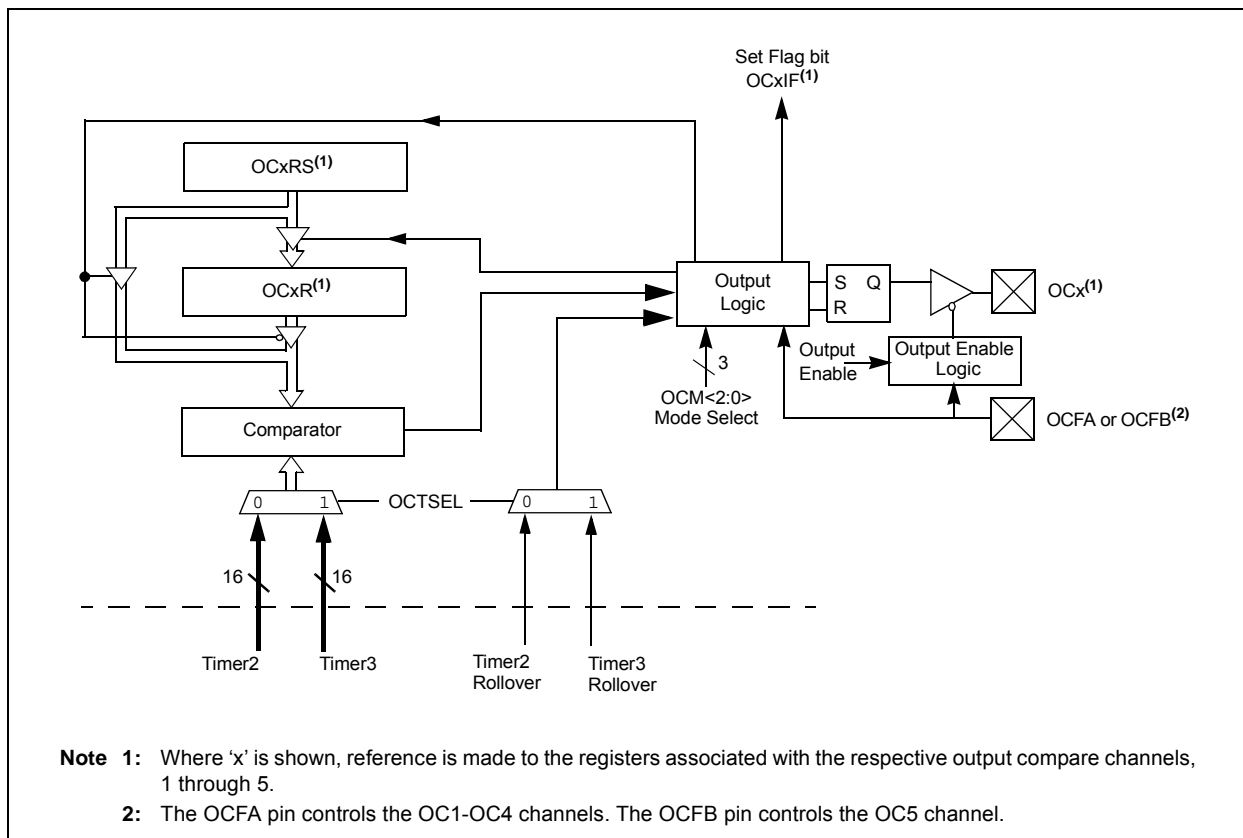 Set Flag bit
OCxIF(1)
OCxRS(1)
OCxR(1)
Output
Logic
S Q
R
OCx(1)
Output
Enable
Output Enable
Logic
3
OCM<2:0>
Mode Select
OCFA or OCFB(2)
Comparator
0 1
OCTSEL
0 1
16
16
Timer2
Timer3
Timer2
Rollover
Timer3
Rollover
Note 1: Where ‘x’ is shown, reference is made to the registers associated with the respective output compare channels,
1 through 5.
2: The OCFA pin controls the OC1-OC4 channels. The OCFB pin controls the OC5 channel.